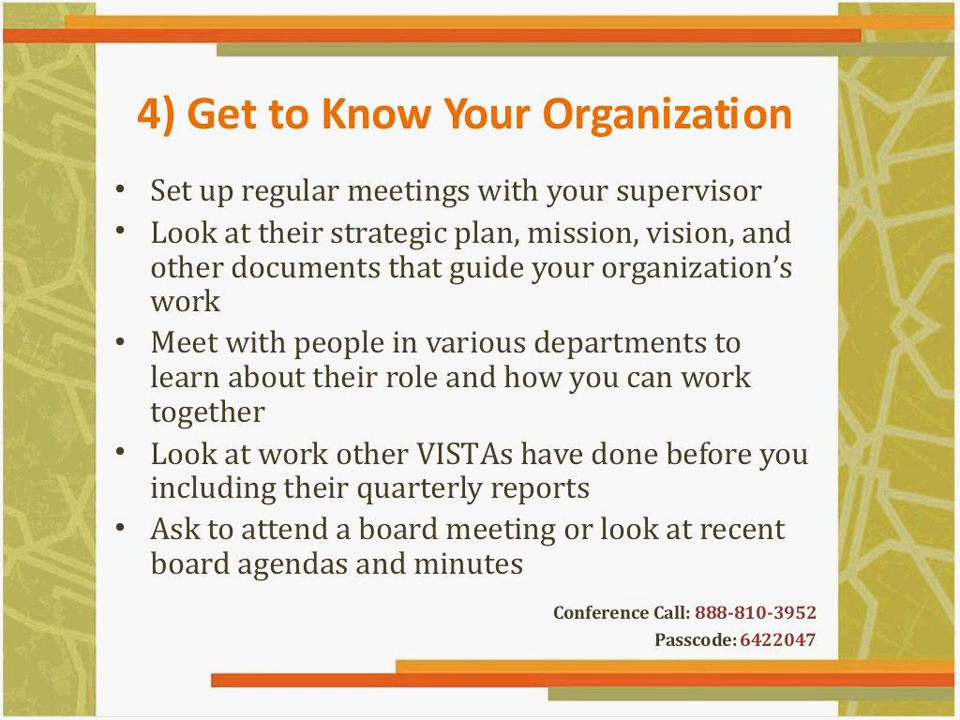 4) Get to Know Your Organization
• Set up regular meetings with your supervisor
• Look at their strategic plan, mission, vision, and
other documents that guide your organization’s
work
• Meet with people in various departments to
learn about their role and how you can work
together
• Look at work other VISTAs have done before you
including their quarterly reports
• Ask to attend a board meeting or look at recent
board agendas and minutes
Conference Call: 888-810-3952
Passcode: 6422047